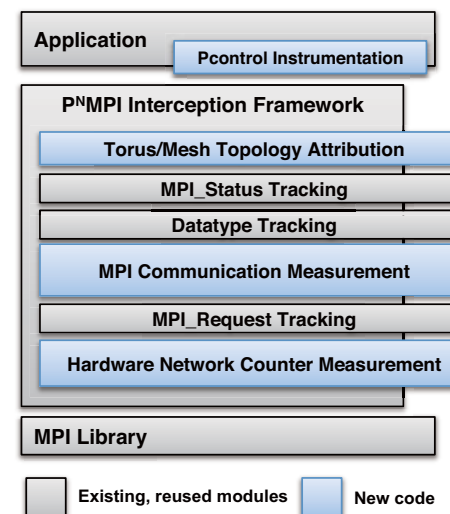 Application
Pcontrol Instrumentation
PᴺMPI Interception Framework
Torus/Mesh Topology Attribution
MPI_Status Tracking
Datatype Tracking
MPI Communication Measurement
MPI_Request Tracking
Hardware Network Counter Measurement
MPI Library
Existing, reused modules
New code